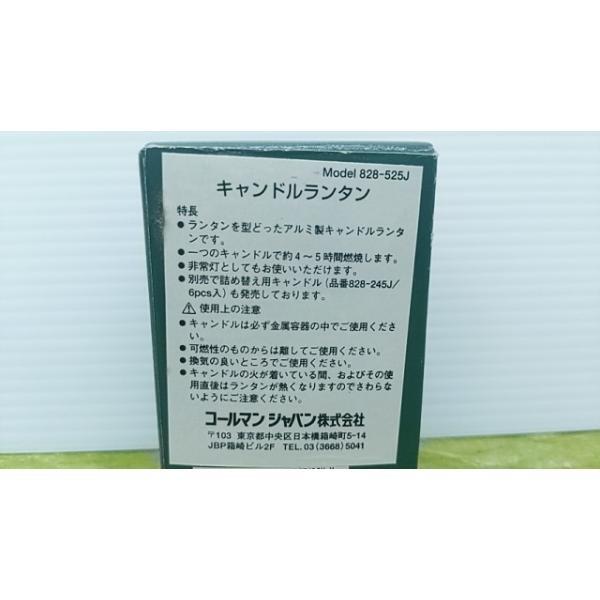 Model 828-525J
キャンドルランタン
特長
●ランタンを型どったアルミ製キャンドルランタ
ンです。
●一つのキャンドルで約4～5時間燃焼します。
●非常灯としてもお使いいただけます。
●別売で詰め替え用キャンドル(品番828-245J/
6pcs入)も発売しております。
⚠使用上の注意
●キャンドルは必ず金属容器の中でご使用くださ
い。
●可燃性のものからは離してご使用ください。
●換気の良いところでご使用ください。
●キャンドルの火が着いている間、およびその使
用直後はランタンが熱くなりますのでさわらな
いようにご注意ください。
コールマン ジャパン株式会社
〒103 東京都中央区日本橋箱崎町5-14
JBP箱崎ビル2F TEL.03(3668)5041